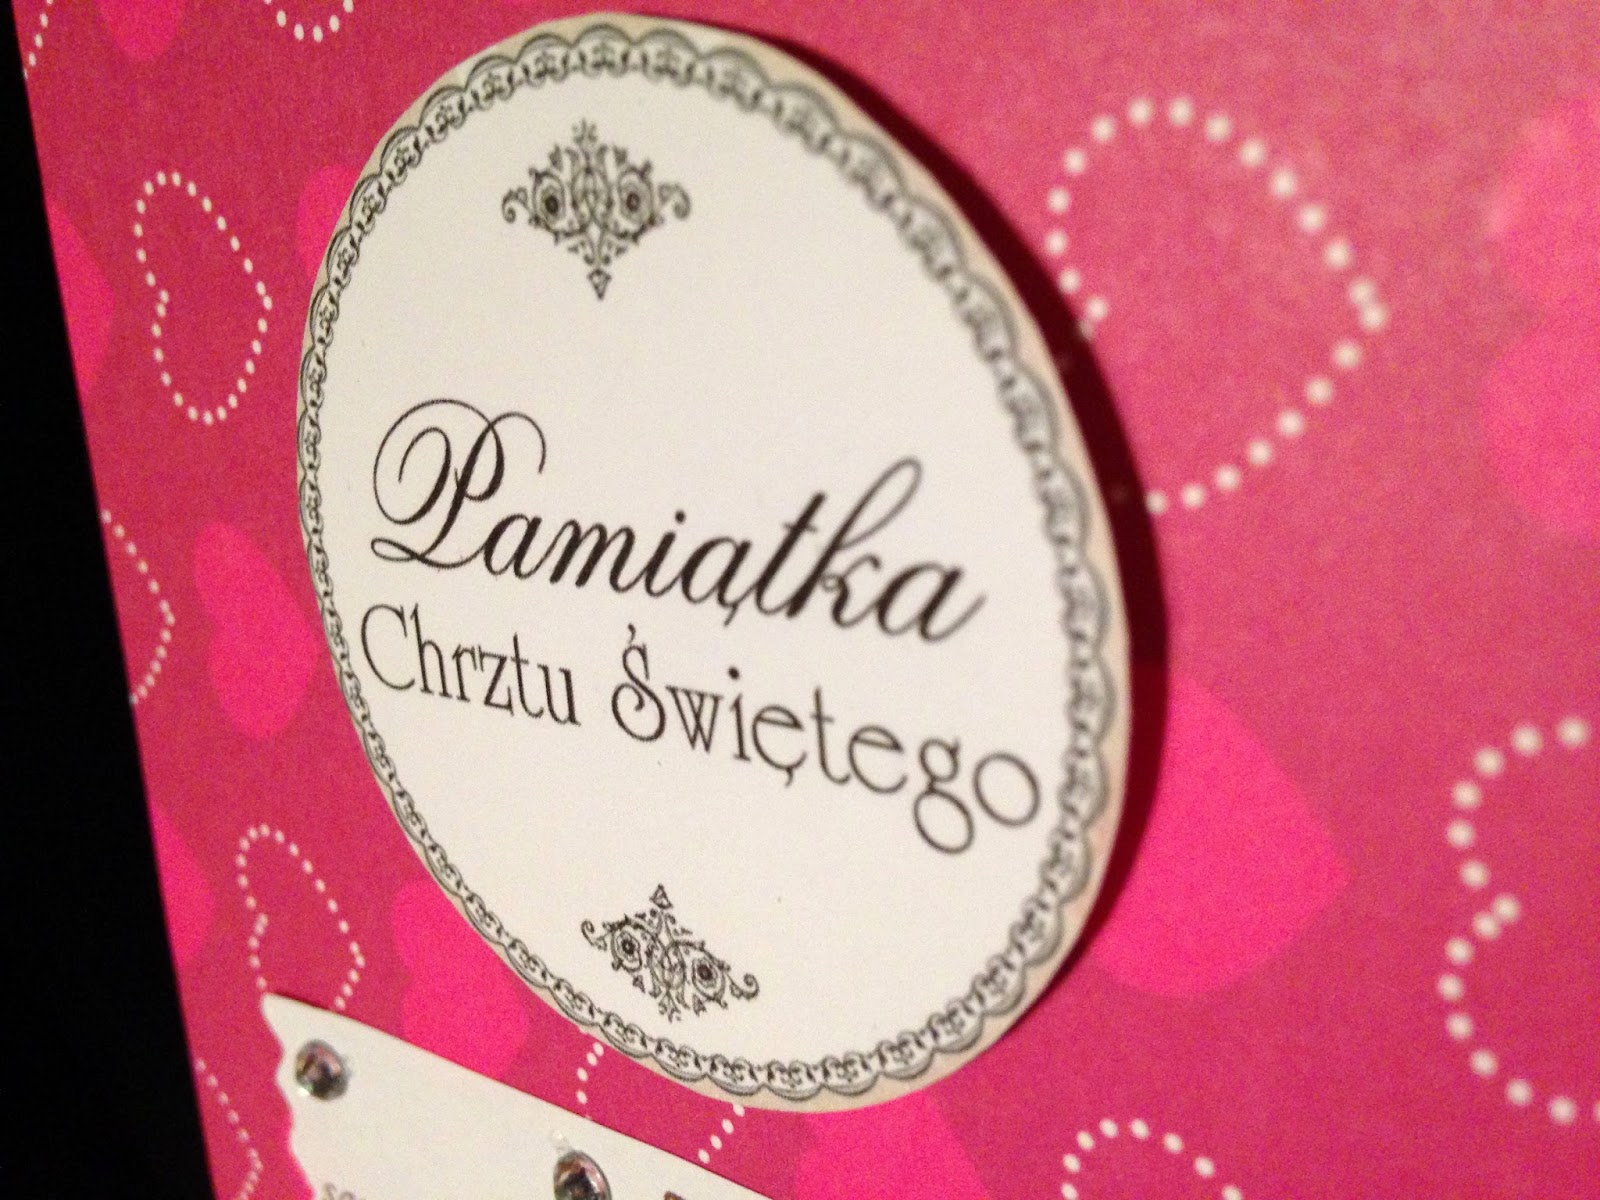 Pamiątka
Chrztu Świętego